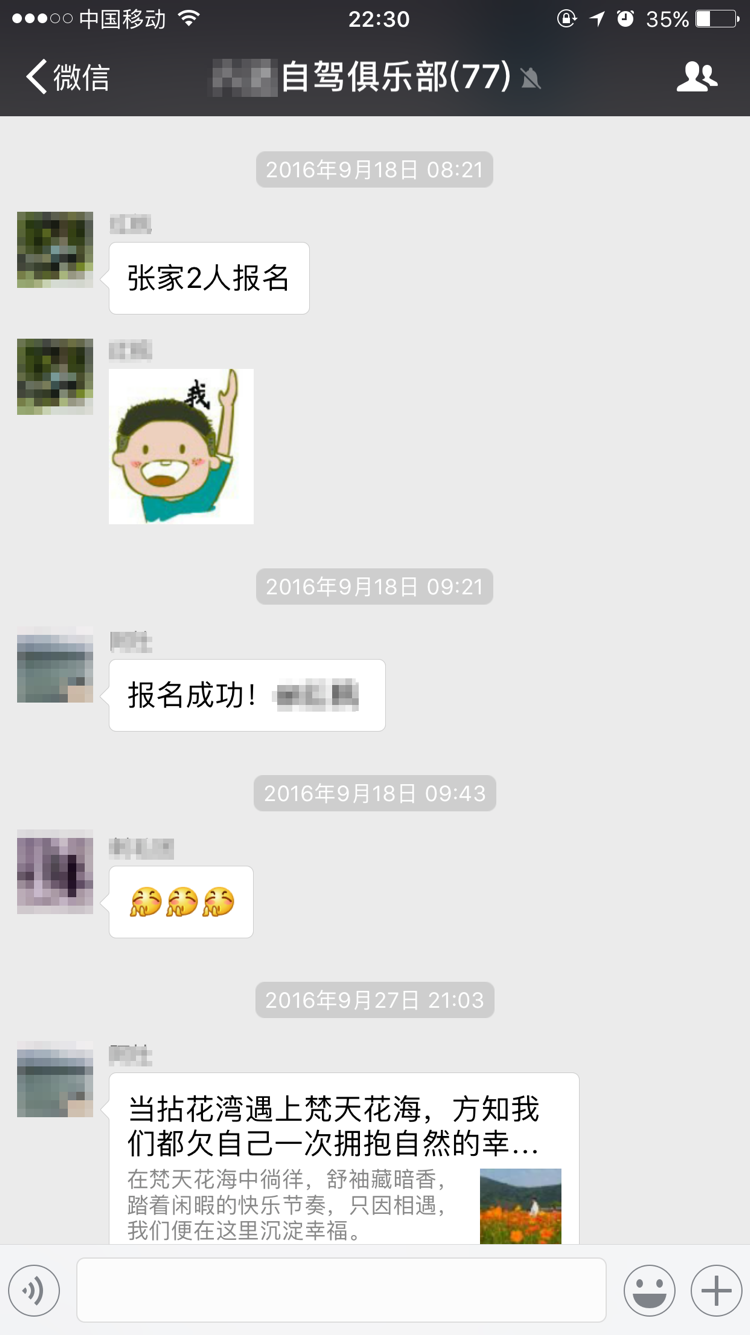 中国移动
22:30
35%
微信
自驾俱乐部(77)
2016年9月18日 08:21
张家2人报名
我
2016年9月18日 09:21
报名成功！
2016年9月18日 09:43
2016年9月27日 21:03
当拈花湾遇上梵天花海，方知我
们都欠自己一次拥抱自然的幸...
在梵天花海中徜徉，舒袖藏暗香，
踏着闲暇的快乐节奏，只因相遇，
我们便在这里沉淀幸福。